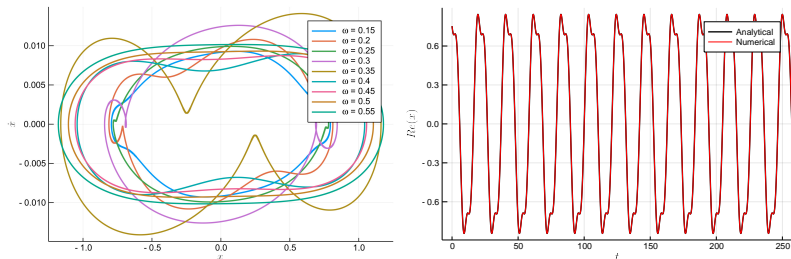 0.010
0.005
0.000
- 0.005
- 0.010
ẋ
- 1.0
- 0.5
0.0
0.5
1.0
x
ω = 0.15
ω = 0.2
ω = 0.25
ω = 0.3
ω = 0.35
ω = 0.4
ω = 0.45
ω = 0.5
ω = 0.55
0.6
0.3
0.0
-0.3
-0.6
Re(x)
0
50
100
150
200
250
t
Analytical
Numerical